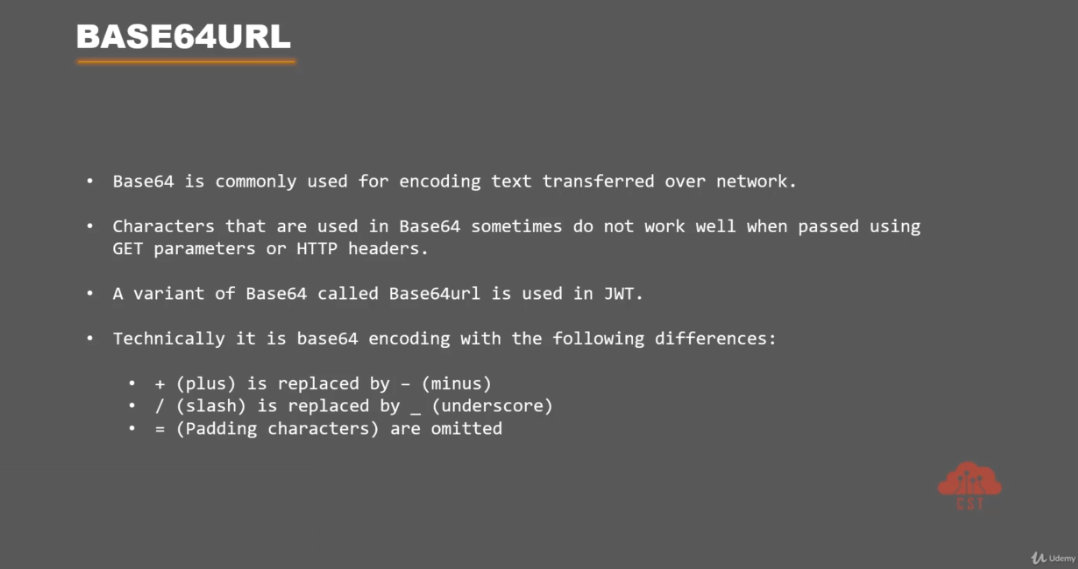 BASE64URL
• Base64 is commonly used for encoding text transferred over network.
• Characters that are used in Base64 sometimes do not work well when passed using
GET parameters or HTTP headers.
• A variant of Base64 called Base64url is used in JWT.
• Technically it is base64 encoding with the following differences:
• + (plus) is replaced by – (minus)
• / (slash) is replaced by _ (underscore)
• = (Padding characters) are omitted
CST
Udemy